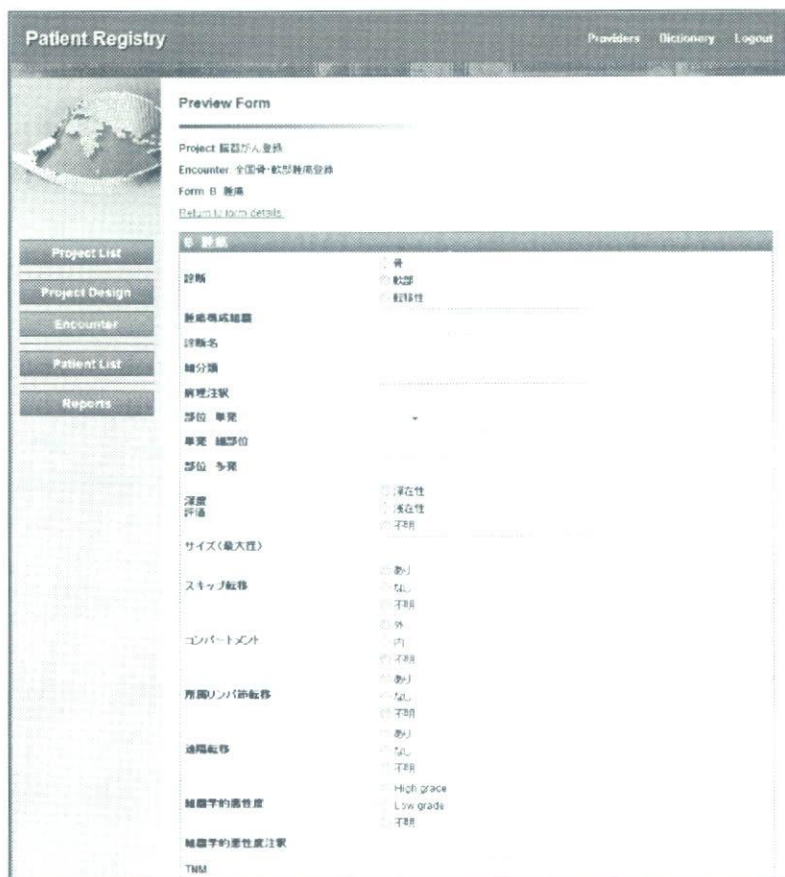 Patient Registry
Providers Dictionary Logout
Preview Form
Project 臓器がん登録
Encounter 全国骨・軟部腫瘍登録
Form B 腫瘍
Return to form details
Project List
Project Design
Encounter
Patient List
Reports
B 腫瘍
診断
骨
軟部
転移性
腫瘍構成組織
診断名
細分類
病理注釈
部位 単発
単発 細部位
部位 多発
深度
評価
深在性
浅在性
不明
サイズ(最大径)
スキップ転移
あり
なし
不明
コンパートメント
外
内
不明
所属リンパ節転移
あり
なし
不明
遠隔転移
あり
なし
不明
組織学的悪性度
High grade
Low grade
不明
組織学的悪性度注釈
TNM